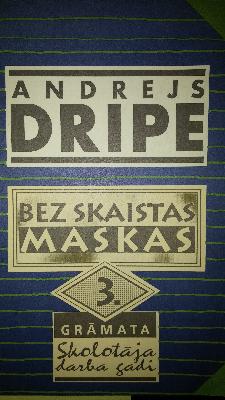 ANDREJS
DRIPE
BEZ SKAISTAS
MASKAS
3.
GRĀMATA
Skolotāja
darba gadi